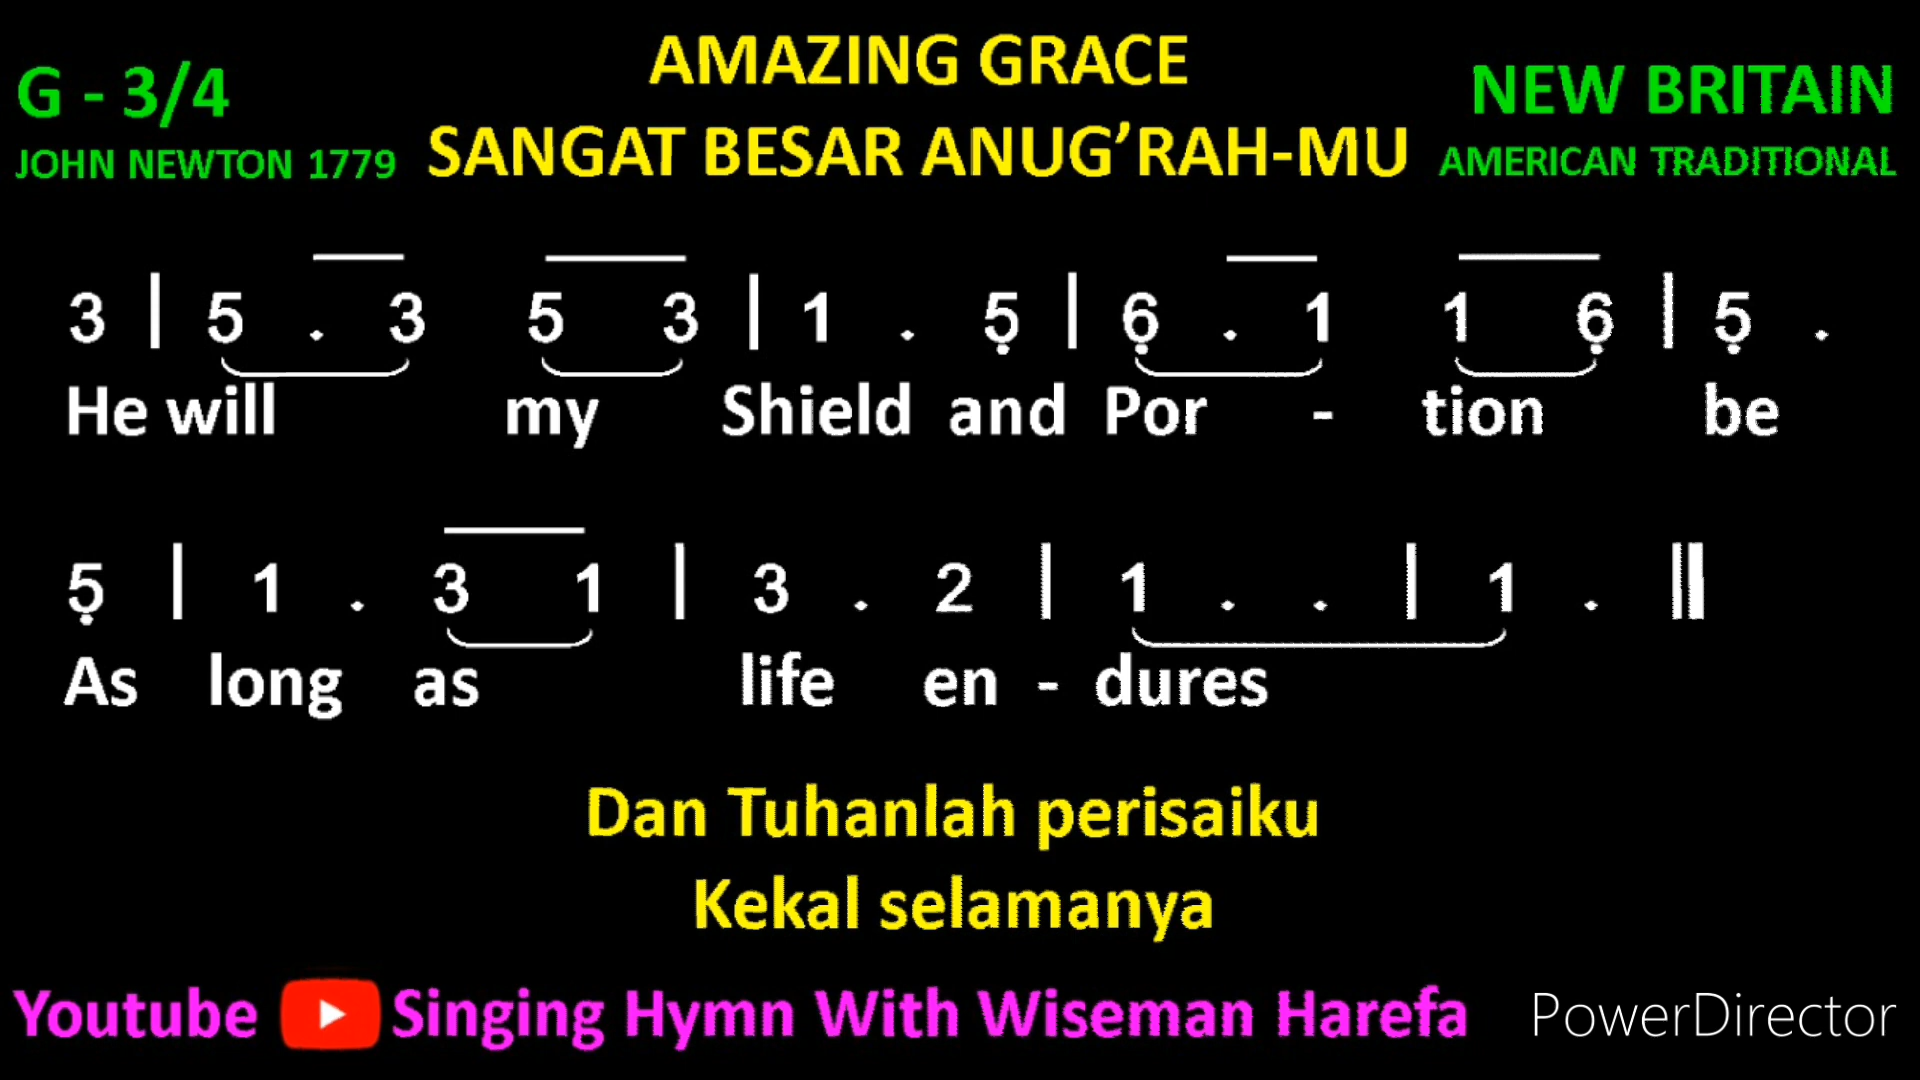 AMAZING GRACE
G - 3/4
NEW BRITAIN
JOHN NEWTON 1779
SANGAT BESAR ANUG’RAH-MU
AMERICAN TRADITIONAL
3 | 5 . 3 5 3 | 1 . 5̣ | 6̣ . 1 1 6̣ | 5̣ .
He will my Shield and Por - tion be
5̣ | 1 . 3 1 | 3 . 2 | 1 . . | 1 . ||
As long as life en - dures
Dan Tuhanlah perisaiku
Kekal selamanya
Youtube Singing Hymn With Wiseman Harefa
PowerDirector